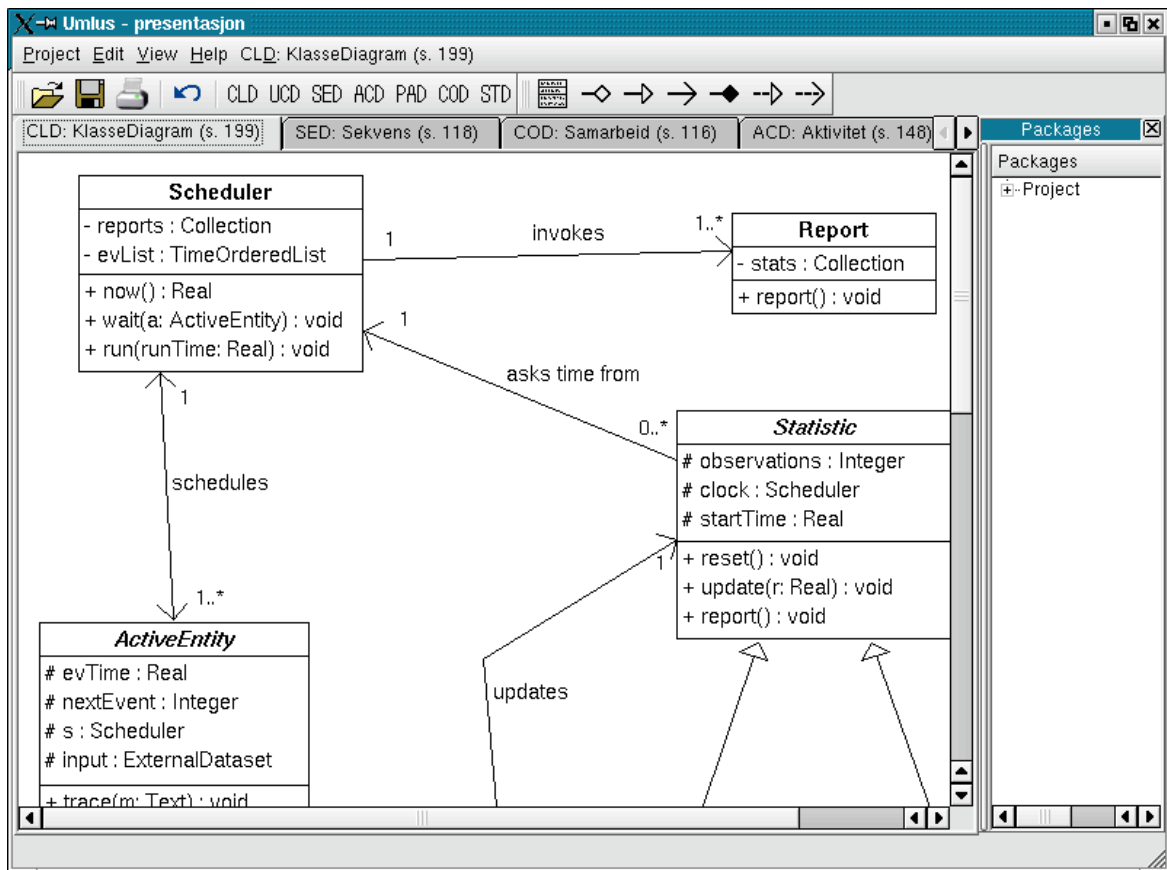 Umlus - presentasjon
Project Edit View Help CLD: KlasseDiagram (s. 199)
CLD UCD SED ACD PAD COD STD
CLD: KlasseDiagram (s. 199) SED: Sekvens (s. 118) COD: Samarbeid (s. 116) ACD: Aktivitet (s. 148)
Packages
Packages
Project
Scheduler
- reports : Collection
- evList : TimeOrderedList
+ now() : Real
+ wait(a: ActiveEntity) : void
+ run(runTime: Real) : void
1
invokes
1..*
Report
- stats : Collection
+ report() : void
1
asks time from
0..*
Statistic
# observations : Integer
# clock : Scheduler
# startTime : Real
+ reset() : void
+ update(r: Real) : void
+ report() : void
1
schedules
1..*
1
updates
ActiveEntity
# evTime : Real
# nextEvent : Integer
# s : Scheduler
# input : ExternalDataset
+ trace(m: Text) : void